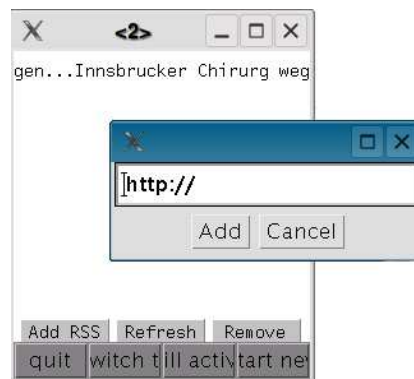 <2>
gen...Innsbrucker Chirurg weg
http://
Add Cancel
Add RSS Refresh Remove
quit witch t ill activ tart ne